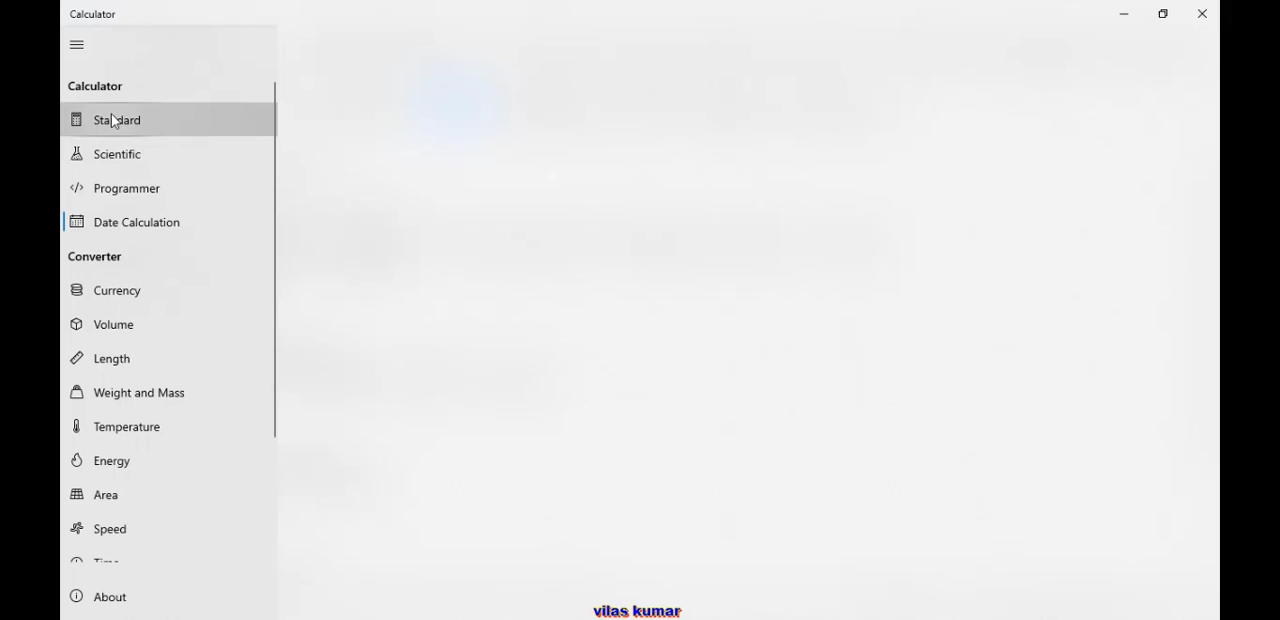 Calculator
Calculator
Standard
Scientific
Programmer
Date Calculation
Converter
Currency
Volume
Length
Weight and Mass
Temperature
Energy
Area
Speed
Time
About
vilas kumar